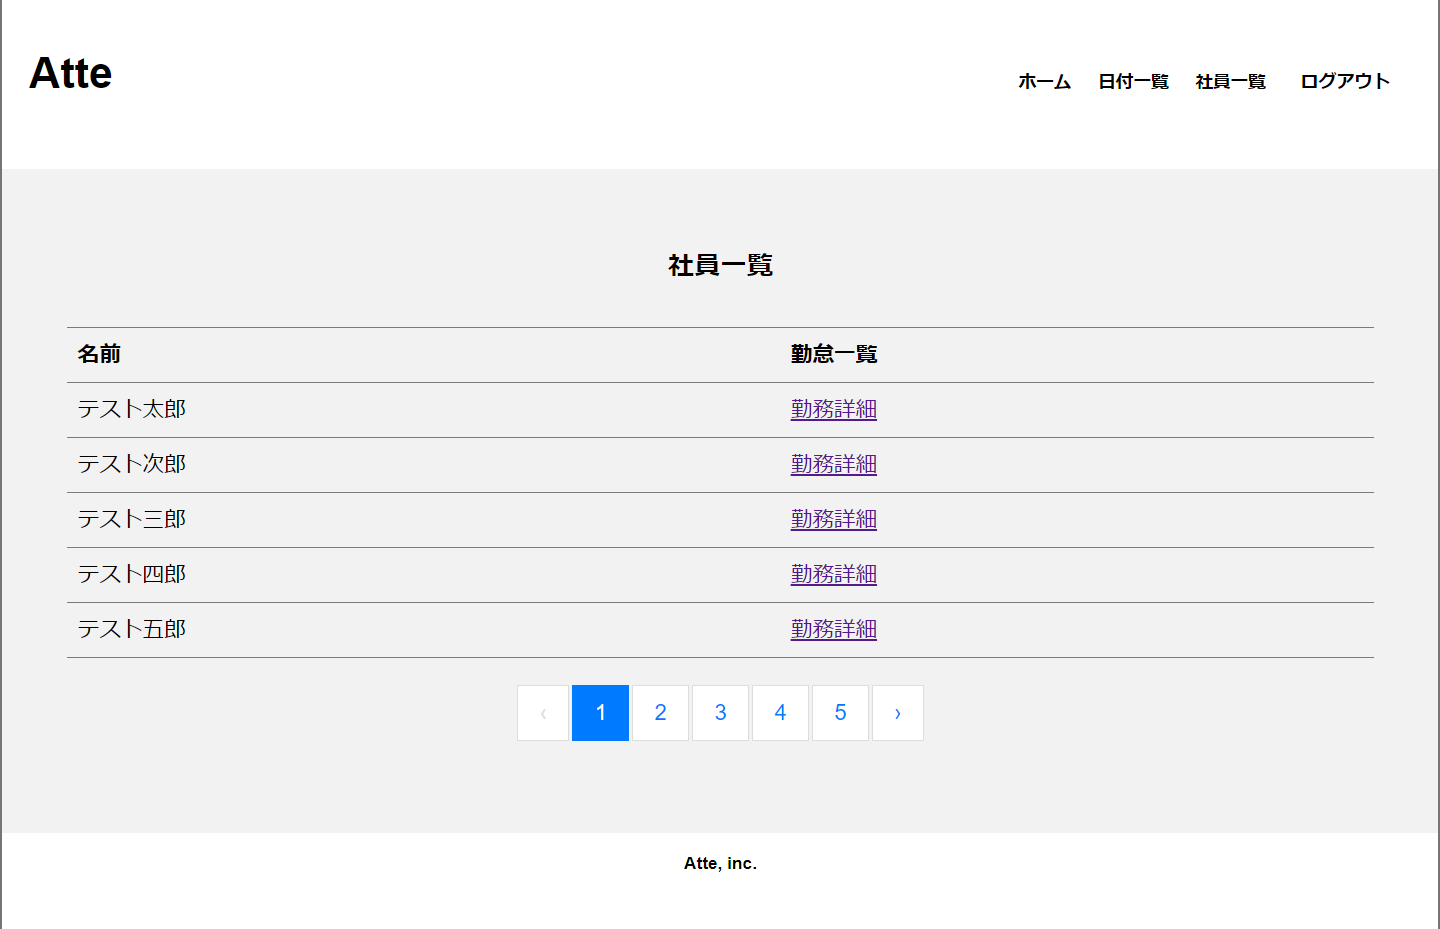 Atte
ホーム 日付一覧 社員一覧 ログアウト
社員一覧
名前 勤怠一覧
テスト太郎 勤務詳細
テスト次郎 勤務詳細
テスト三郎 勤務詳細
テスト四郎 勤務詳細
テスト五郎 勤務詳細
‹ 1 2 3 4 5 ›
Atte, inc.